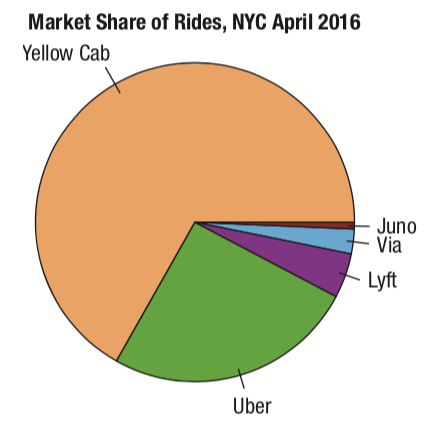 Market Share of Rides, NYC April 2016
Yellow Cab
Juno
Via
Lyft
Uber